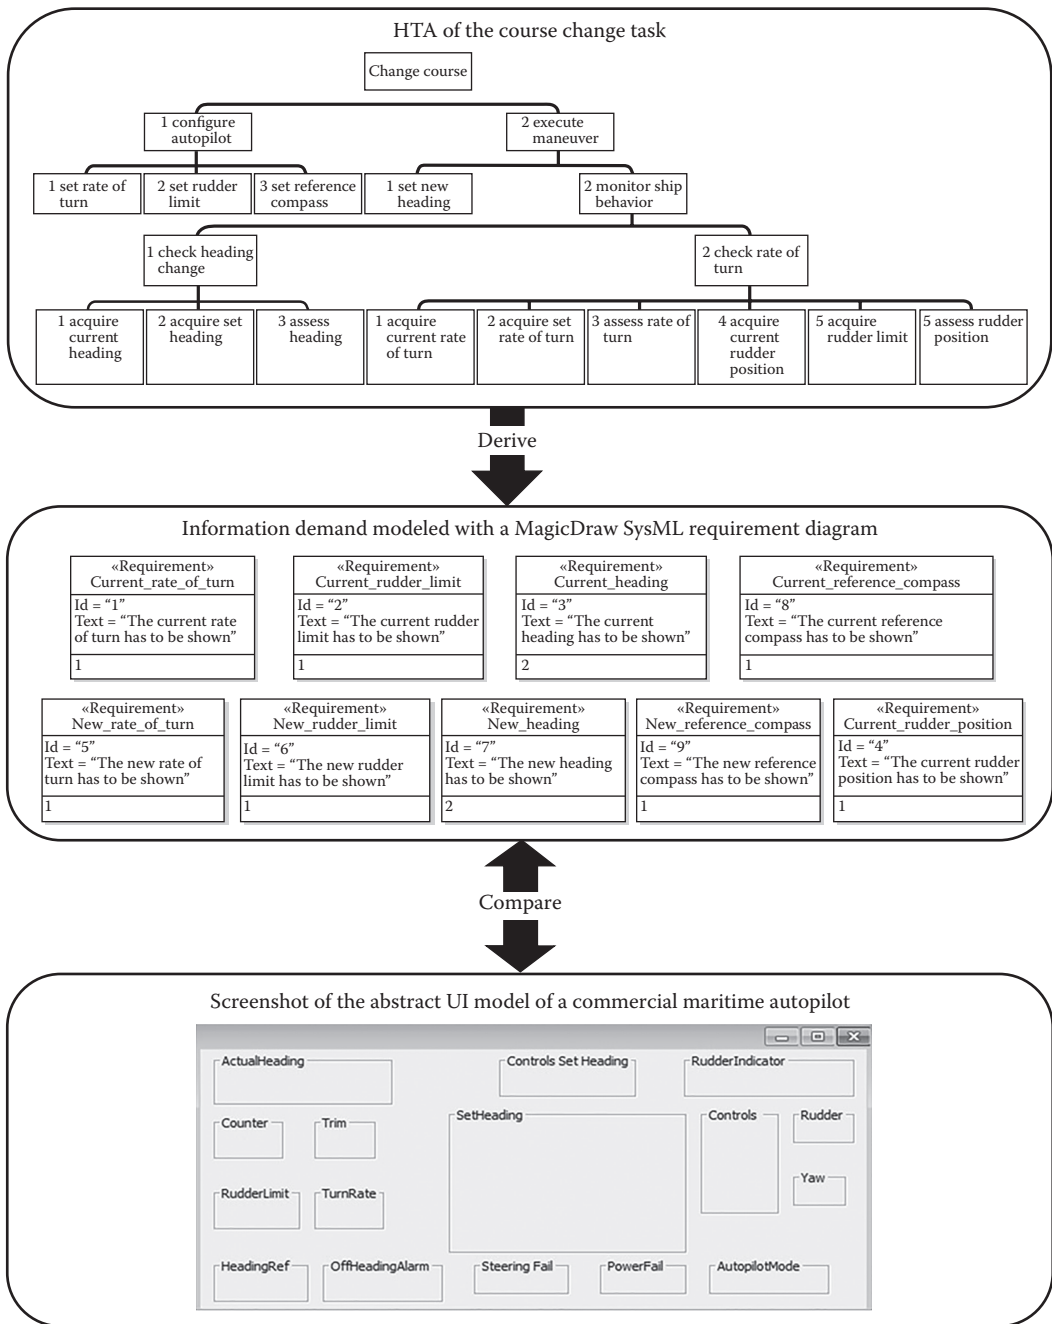 HTA of the course change task
Change course
1 configure
autopilot
2 execute
maneuver
1 set rate of
turn
2 set rudder
limit
3 set reference
compass
1 set new
heading
2 monitor ship
behavior
1 check heading
change
2 check rate of
turn
1 acquire
current
heading
2 acquire set
heading
3 assess
heading
1 acquire
current rate
of turn
2 acquire set
rate of turn
3 assess rate of
turn
4 acquire
current
rudder
position
5 acquire
rudder limit
5 assess rudder
position
Derive
Information demand modeled with a MagicDraw SysML requirement diagram
«Requirement»
Current_rate_of_turn
Id = “1”
Text = “The current rate
of turn has to be shown”
1
«Requirement»
Current_rudder_limit
Id = “2”
Text = “The current rudder
limit has to be shown”
1
«Requirement»
Current_heading
Id = “3”
Text = “The current
heading has to be shown”
2
«Requirement»
Current_reference_compass
Id = “8”
Text = “The current reference
compass has to be shown”
1
«Requirement»
New_rate_of_turn
Id = “5”
Text = “The new rate of
turn has to be shown”
1
«Requirement»
New_rudder_limit
Id = “6”
Text = “The new rudder
limit has to be shown”
1
«Requirement»
New_heading
Id = “7”
Text = “The new heading
has to be shown”
2
«Requirement»
New_reference_compass
Id = “9”
Text = “The new reference
compass has to be shown”
1
«Requirement»
Current_rudder_position
Id = “4”
Text = “The current rudder
position has to be shown”
1
Compare
Screenshot of the abstract UI model of a commercial maritime autopilot
ActualHeading
Controls Set Heading
RudderIndicator
Counter
Trim
SetHeading
Controls
Rudder
Yaw
RudderLimit
TurnRate
HeadingRef
OffHeadingAlarm
Steering Fail
PowerFail
AutopilotMode